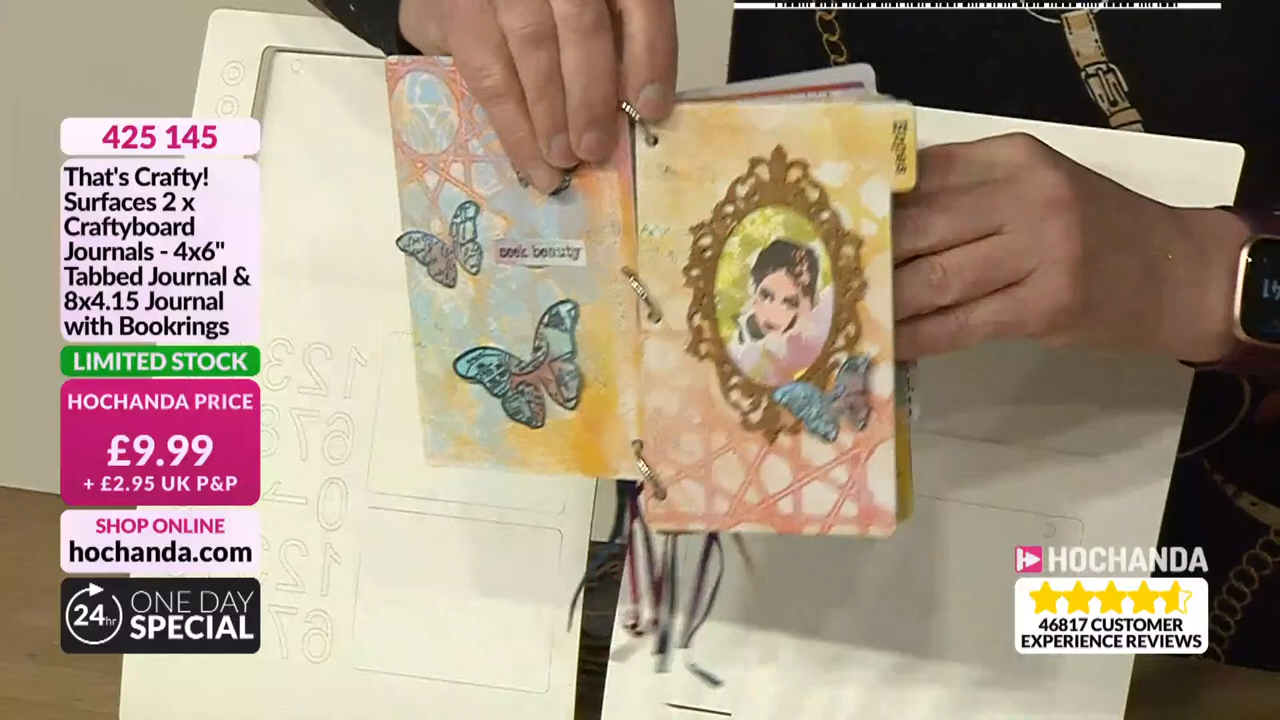 425 145
That's Crafty!
Surfaces 2 x
Craftyboard
Journals - 4x6"
Tabbed Journal &
8x4.15 Journal
with Bookrings
LIMITED STOCK
HOCHANDA PRICE
£9.99
+ £2.95 UK P&P
SHOP ONLINE
hochanda.com
24hr ONE DAY
SPECIAL
seek beauty
HOCHANDA
46817 CUSTOMER
EXPERIENCE REVIEWS